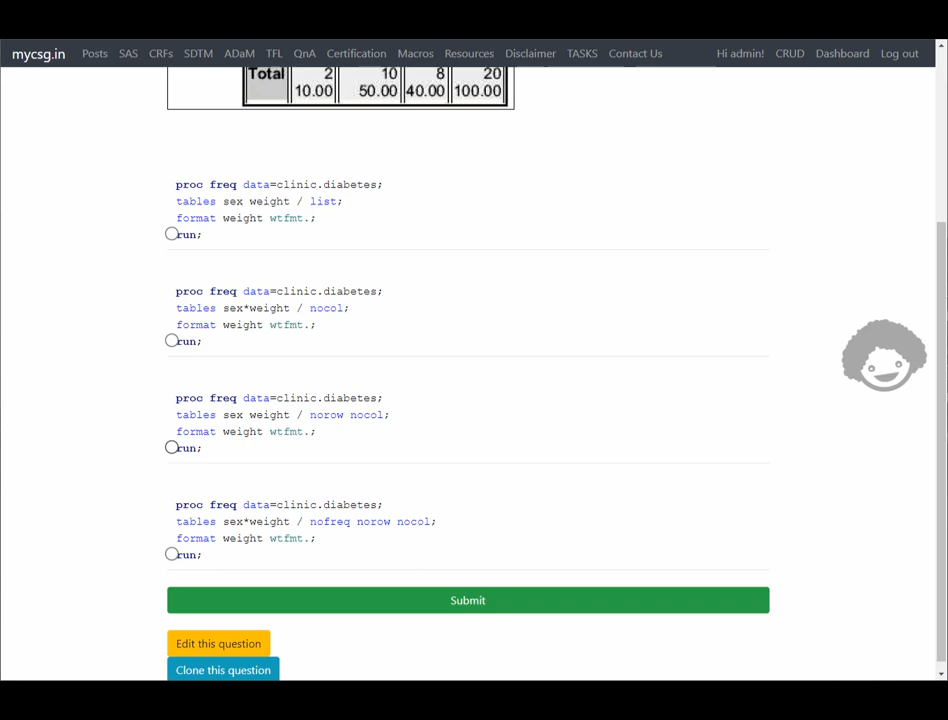 mycsg.in Posts SAS CRFs SDTM ADaM TFL QnA Certification Macros Resources Disclaimer TASKS Contact Us Hi admin! CRUD Dashboard Log out
Total 2 10 8 20
10.00 50.00 40.00 100.00
proc freq data=clinic.diabetes;
tables sex weight / list;
format weight wtfmt.;
run;
proc freq data=clinic.diabetes;
tables sex*weight / nocol;
format weight wtfmt.;
run;
proc freq data=clinic.diabetes;
tables sex weight / norow nocol;
format weight wtfmt.;
run;
proc freq data=clinic.diabetes;
tables sex*weight / nofreq norow nocol;
format weight wtfmt.;
run;
Submit
Edit this question
Clone this question